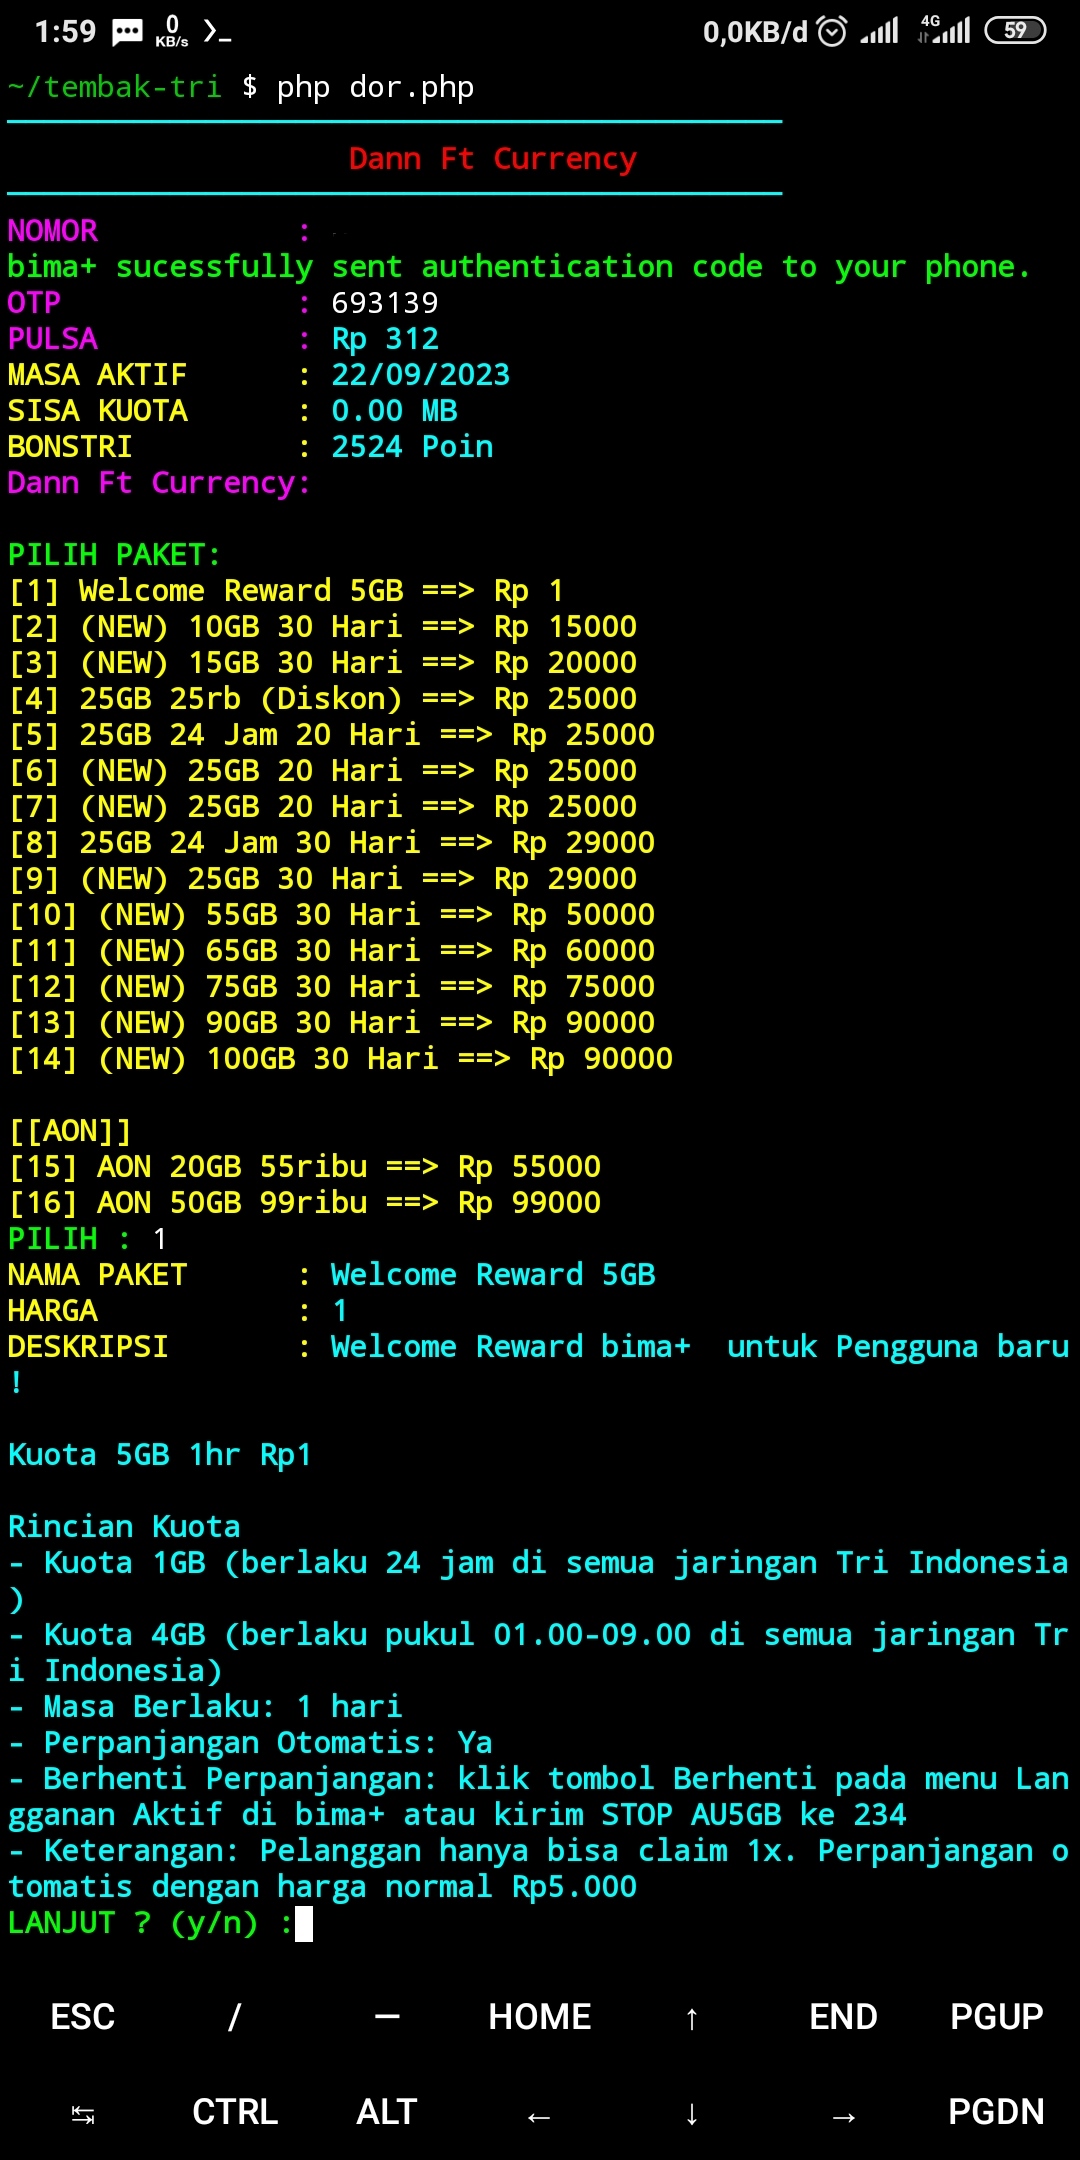 1:59 0 KB/s 0,0KB/d 4G 59
~/tembak-tri $ php dor.php
Dann Ft Currency
NOMOR :
bima+ sucessfully sent authentication code to your phone.
OTP : 693139
PULSA : Rp 312
MASA AKTIF : 22/09/2023
SISA KUOTA : 0.00 MB
BONSTRI : 2524 Poin
Dann Ft Currency:
PILIH PAKET:
[1] Welcome Reward 5GB ==> Rp 1
[2] (NEW) 10GB 30 Hari ==> Rp 15000
[3] (NEW) 15GB 30 Hari ==> Rp 20000
[4] 25GB 25rb (Diskon) ==> Rp 25000
[5] 25GB 24 Jam 20 Hari ==> Rp 25000
[6] (NEW) 25GB 20 Hari ==> Rp 25000
[7] (NEW) 25GB 20 Hari ==> Rp 25000
[8] 25GB 24 Jam 30 Hari ==> Rp 29000
[9] (NEW) 25GB 30 Hari ==> Rp 29000
[10] (NEW) 55GB 30 Hari ==> Rp 50000
[11] (NEW) 65GB 30 Hari ==> Rp 60000
[12] (NEW) 75GB 30 Hari ==> Rp 75000
[13] (NEW) 90GB 30 Hari ==> Rp 90000
[14] (NEW) 100GB 30 Hari ==> Rp 90000
[[AON]]
[15] AON 20GB 55ribu ==> Rp 55000
[16] AON 50GB 99ribu ==> Rp 99000
PILIH : 1
NAMA PAKET : Welcome Reward 5GB
HARGA : 1
DESKRIPSI : Welcome Reward bima+  untuk Pengguna baru
!
Kuota 5GB 1hr Rp1
Rincian Kuota
- Kuota 1GB (berlaku 24 jam di semua jaringan Tri Indonesia
)
- Kuota 4GB (berlaku pukul 01.00-09.00 di semua jaringan Tr
i Indonesia)
- Masa Berlaku: 1 hari
- Perpanjangan Otomatis: Ya
- Berhenti Perpanjangan: klik tombol Berhenti pada menu Lan
gganan Aktif di bima+ atau kirim STOP AU5GB ke 234
- Keterangan: Pelanggan hanya bisa claim 1x. Perpanjangan o
tomatis dengan harga normal Rp5.000
LANJUT ? (y/n) :
ESC / — HOME ↑ END PGUP
↹ CTRL ALT ← ↓ → PGDN